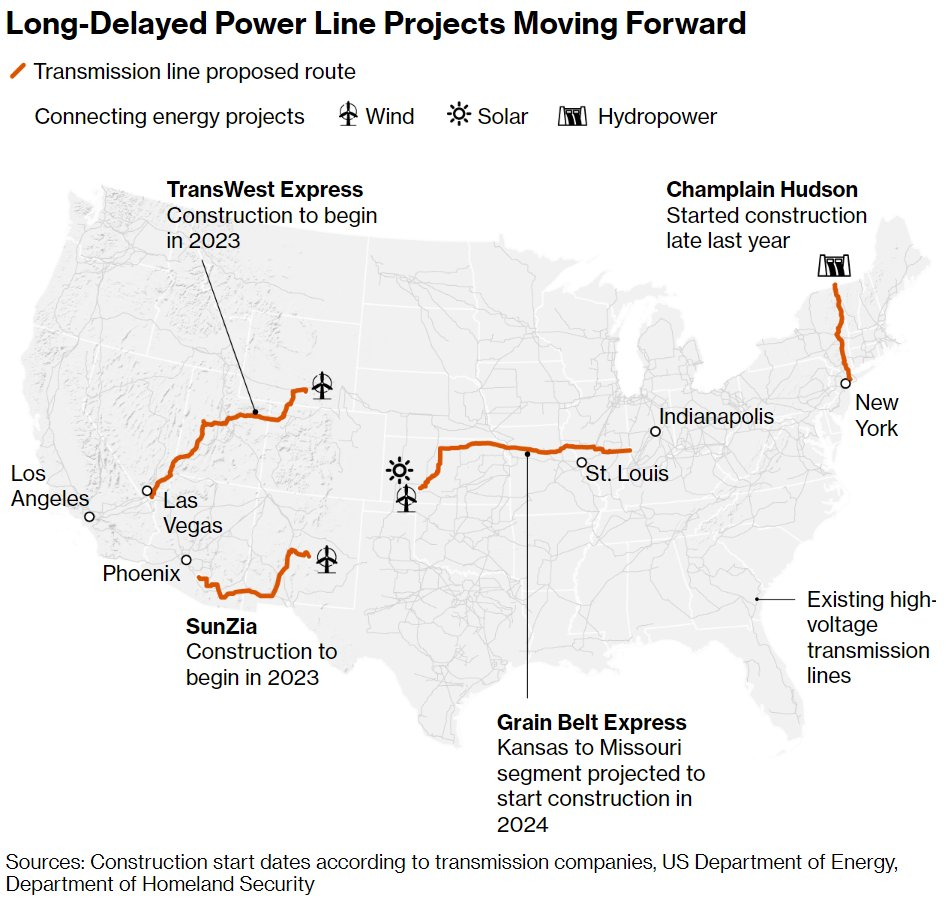 Long-Delayed Power Line Projects Moving Forward
Transmission line proposed route
Connecting energy projects Wind Solar Hydropower
TransWest Express
Construction to begin
in 2023
Champlain Hudson
Started construction
late last year
New
York
Indianapolis
St. Louis
Los
Angeles
Las
Vegas
Phoenix
SunZia
Construction to
begin in 2023
Existing high-
voltage
transmission
lines
Grain Belt Express
Kansas to Missouri
segment projected to
start construction in
2024
Sources: Construction start dates according to transmission companies, US Department of Energy,
Department of Homeland Security